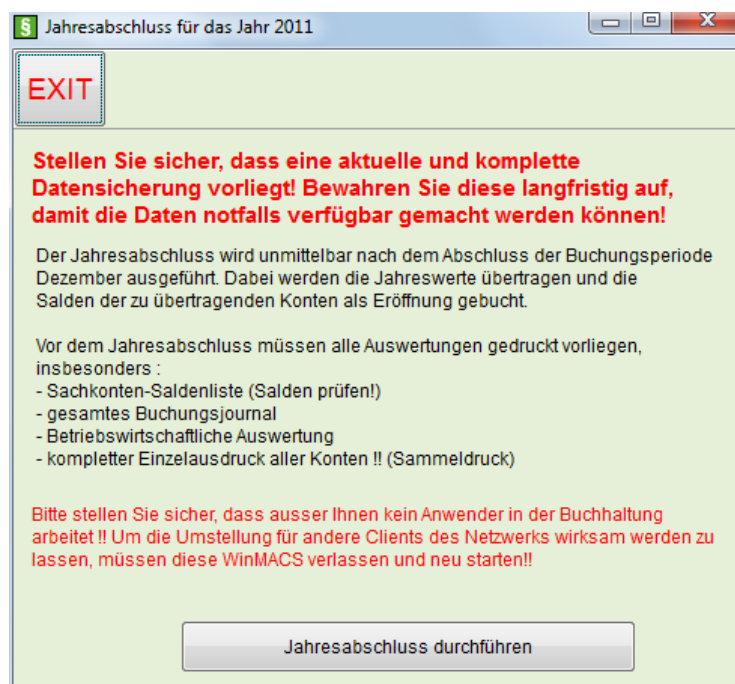 § Jahresabschluss für das Jahr 2011
EXIT
Stellen Sie sicher, dass eine aktuelle und komplette
Datensicherung vorliegt! Bewahren Sie diese langfristig auf,
damit die Daten notfalls verfügbar gemacht werden können!
Der Jahresabschluss wird unmittelbar nach dem Abschluss der Buchungsperiode
Dezember ausgeführt. Dabei werden die Jahreswerte übertragen und die
Salden der zu übertragenden Konten als Eröffnung gebucht.
Vor dem Jahresabschluss müssen alle Auswertungen gedruckt vorliegen,
insbesonders :
- Sachkonten-Saldenliste (Salden prüfen!)
- gesamtes Buchungsjournal
- Betriebswirtschaftliche Auswertung
- kompletter Einzelausdruck aller Konten !! (Sammeldruck)
Bitte stellen Sie sicher, dass ausser Ihnen kein Anwender in der Buchhaltung
arbeitet !! Um die Umstellung für andere Clients des Netzwerks wirksam werden zu
lassen, müssen diese WinMACS verlassen und neu starten!!
Jahresabschluss durchführen